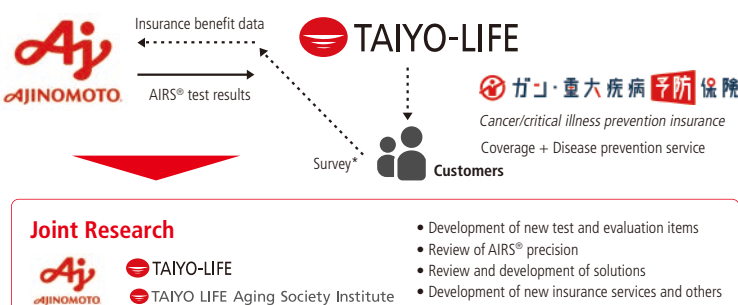 Insurance benefit data
Aj
AJINOMOTO.
AIRS® test results
TAIYO-LIFE
ガン・重大疾病予防保険
Cancer/critical illness prevention insurance
Coverage + Disease prevention service
Survey*
Customers
Joint Research
Aj
AJINOMOTO.
TAIYO-LIFE
TAIYO LIFE Aging Society Institute
• Development of new test and evaluation items
• Review of AIRS® precision
• Review and development of solutions
• Development of new insurance services and others